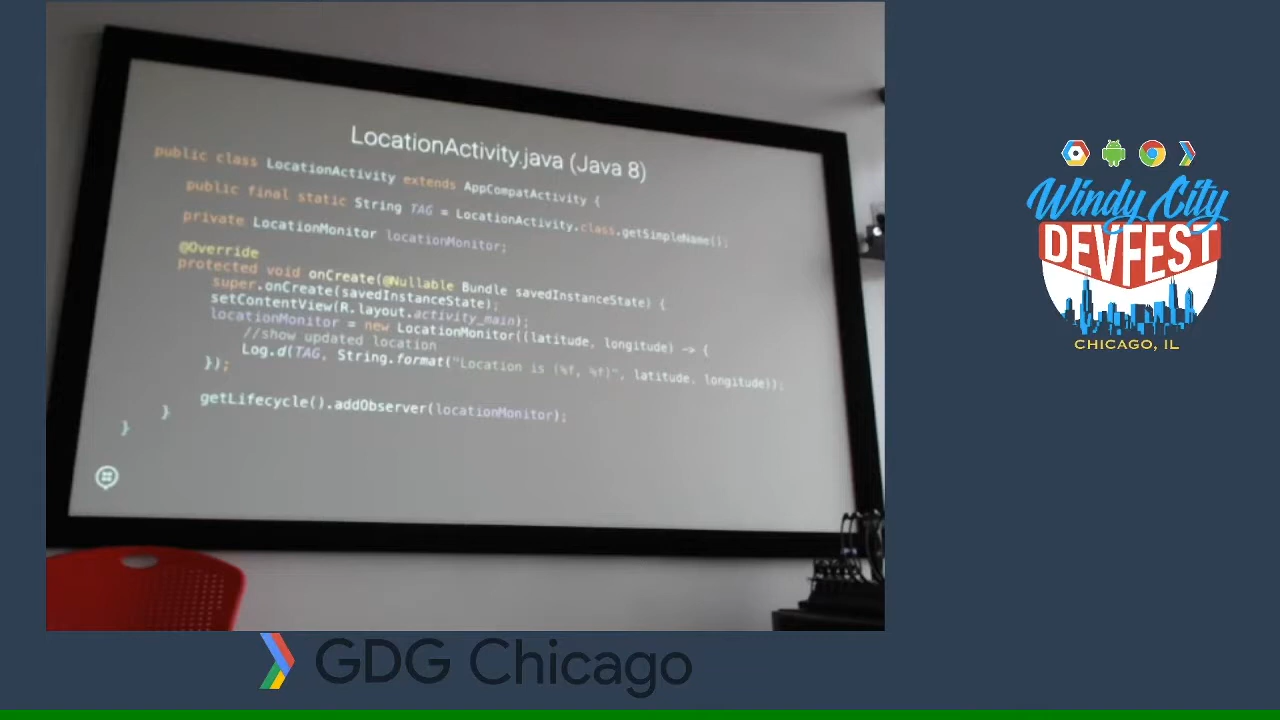 LocationActivity.java (Java 8)
public class LocationActivity extends AppCompatActivity {
public final static String TAG = LocationActivity.class.getSimpleName();
private LocationMonitor locationMonitor;
@Override
protected void onCreate(@Nullable Bundle savedInstanceState) {
super.onCreate(savedInstanceState);
setContentView(R.layout.activity_main);
locationMonitor = new LocationMonitor((latitude, longitude) -> {
//show updated location
Log.d(TAG, String.format("Location is (%f, %f)", latitude, longitude));
});
getLifecycle().addObserver(locationMonitor);
}
}
Windy City
DEVFEST
CHICAGO, IL
GDG Chicago